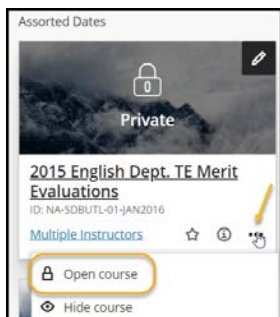 Assorted Dates
Private
2015 English Dept. TE Merit
Evaluations
ID: NA-SDBUTL-01-JAN2016
Multiple Instructors
Open course
Hide course